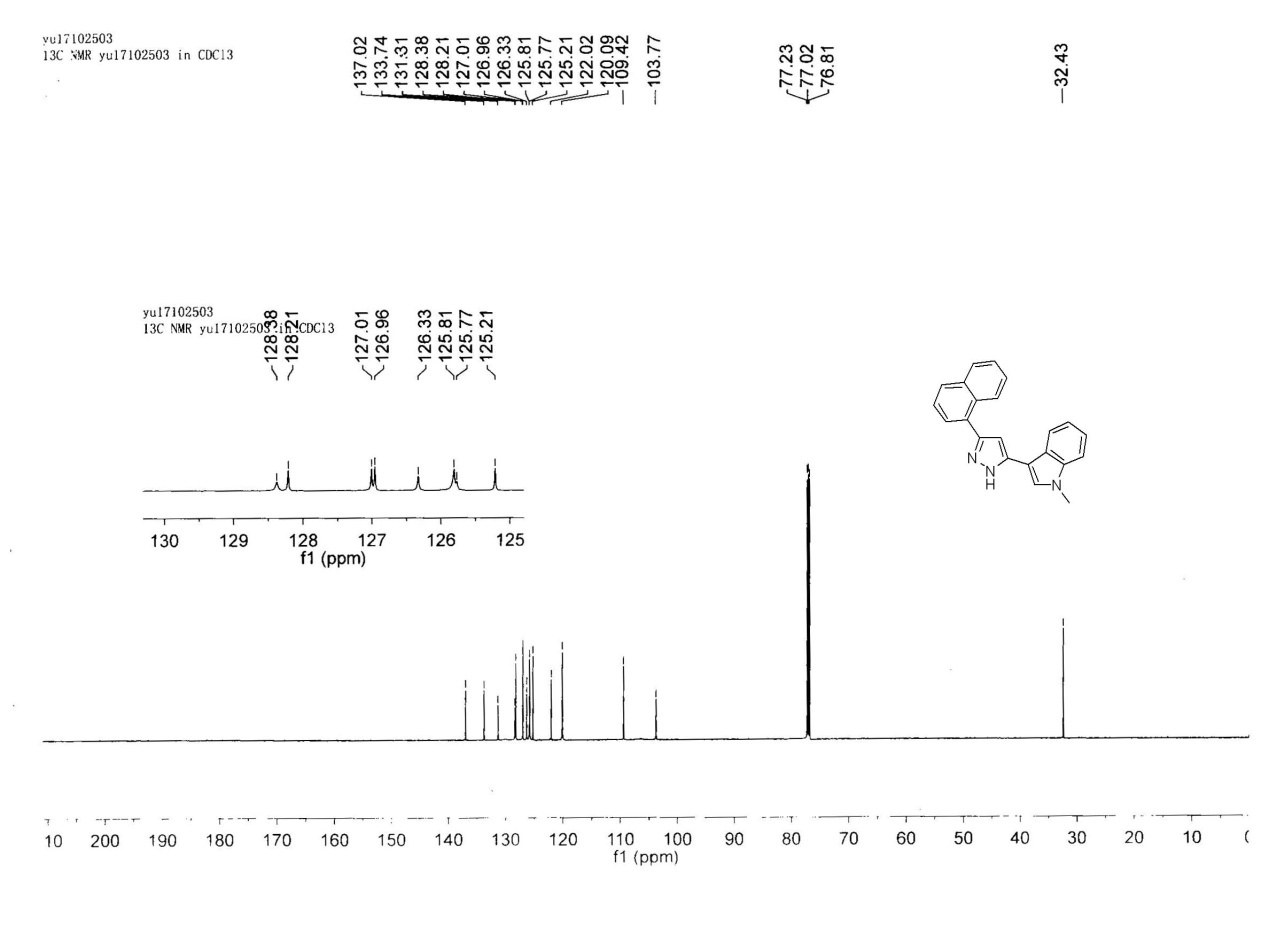 yu17102503
13C NMR yu17102503 in CDCl3
137.02
133.74
131.31
128.38
128.21
127.01
126.96
126.33
125.81
125.77
125.21
122.02
120.09
109.42
103.77
77.23
77.02
76.81
32.43
yu17102503
13C NMR yu17102503 in CDCl3
128.38
128.21
127.01
126.96
126.33
125.81
125.77
125.21
130 129 128 127 126 125
f1 (ppm)
N
N
H
N
10 200 190 180 170 160 150 140 130 120 110 100 90 80 70 60 50 40 30 20 10
f1 (ppm)